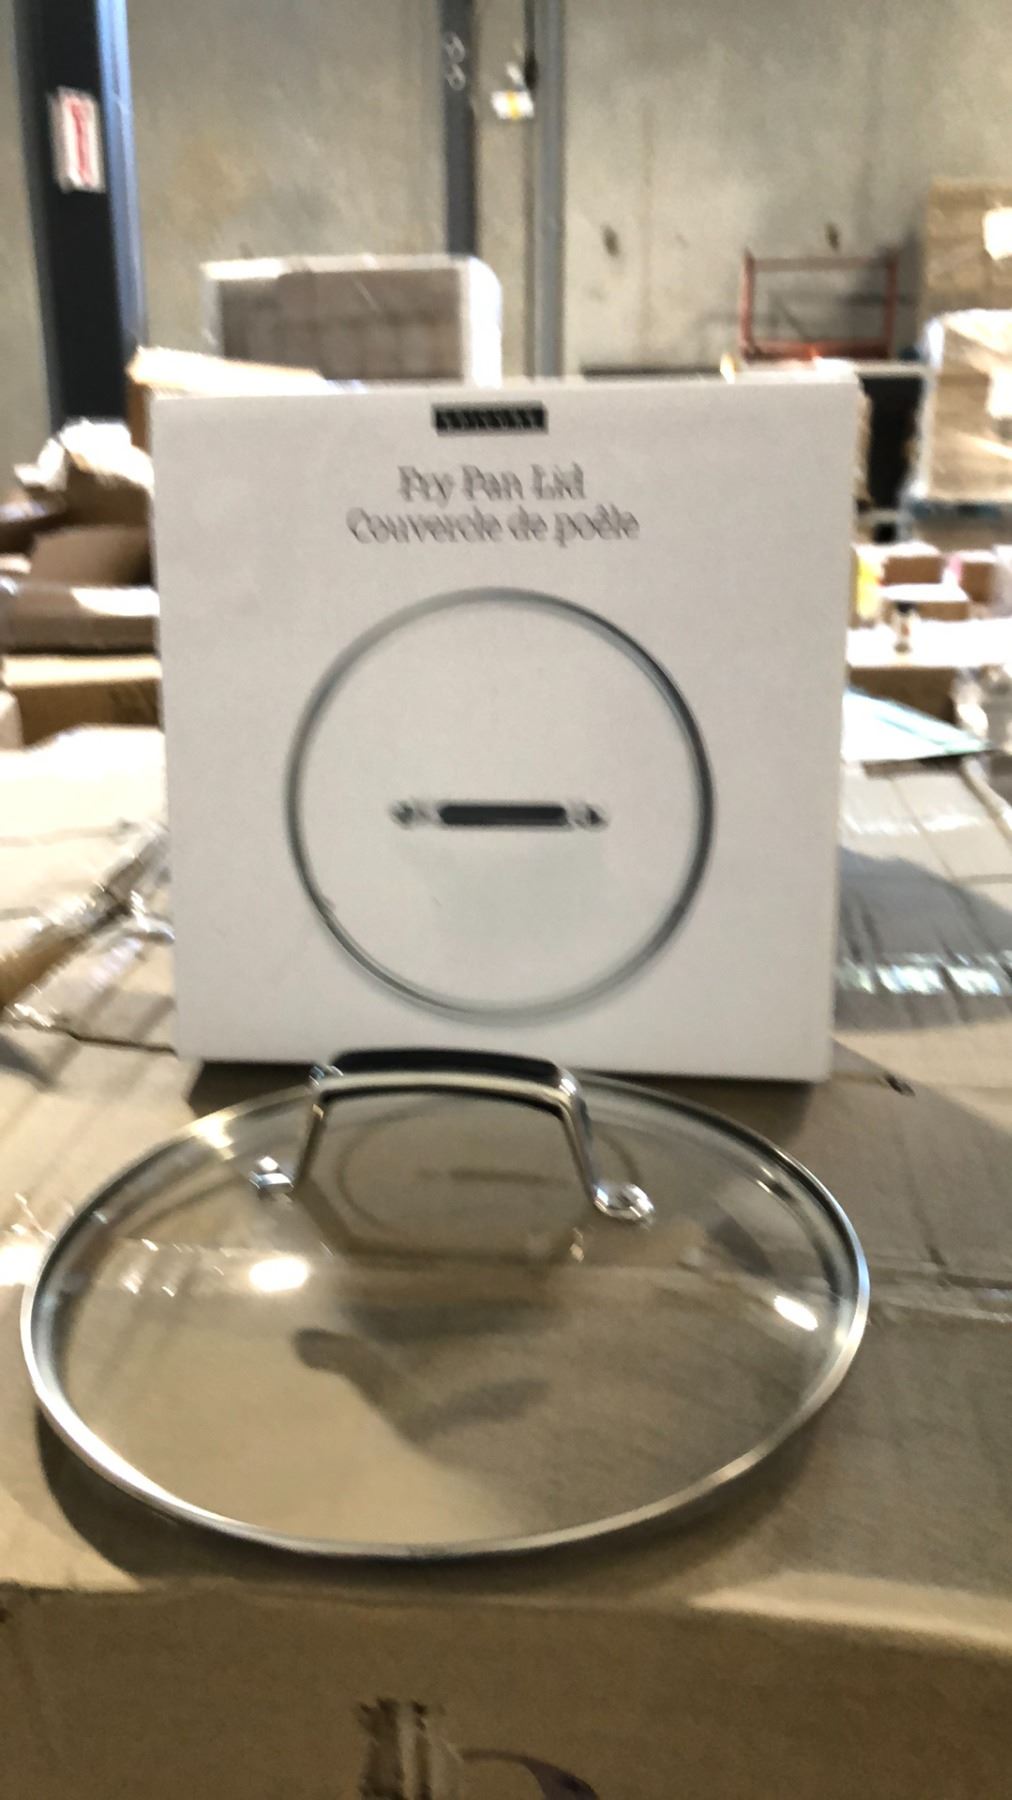 Fry Pan Lid
Couvercle de poêle